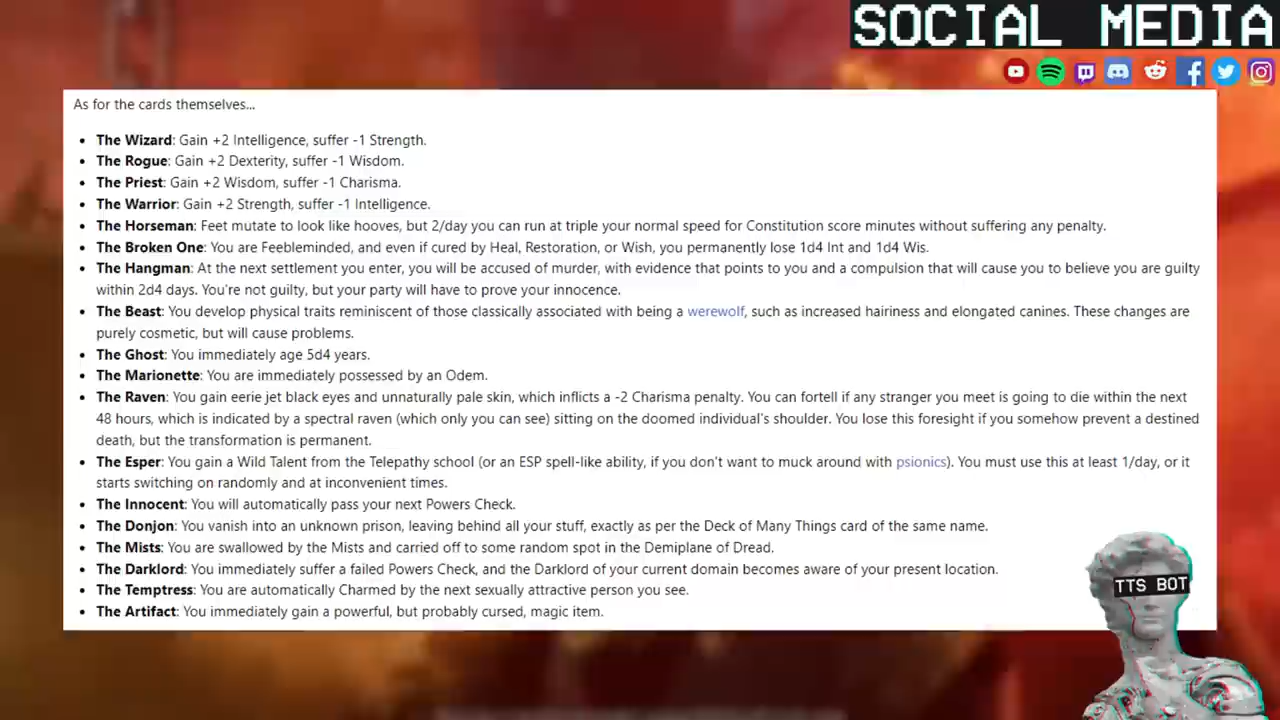 SOCIAL MEDIA
As for the cards themselves...
The Wizard: Gain +2 Intelligence, suffer -1 Strength.
The Rogue: Gain +2 Dexterity, suffer -1 Wisdom.
The Priest: Gain +2 Wisdom, suffer -1 Charisma.
The Warrior: Gain +2 Strength, suffer -1 Intelligence.
The Horseman: Feet mutate to look like hooves, but 2/day you can run at triple your normal speed for Constitution score minutes without suffering any penalty.
The Broken One: You are Feebleminded, and even if cured by Heal, Restoration, or Wish, you permanently lose 1d4 Int and 1d4 Wis.
The Hangman: At the next settlement you enter, you will be accused of murder, with evidence that points to you and a compulsion that will cause you to believe you are guilty
within 2d4 days. You're not guilty, but your party will have to prove your innocence.
The Beast: You develop physical traits reminiscent of those classically associated with being a werewolf, such as increased hairiness and elongated canines. These changes are
purely cosmetic, but will cause problems.
The Ghost: You immediately age 5d4 years.
The Marionette: You are immediately possessed by an Odem.
The Raven: You gain eerie jet black eyes and unnaturally pale skin, which inflicts a -2 Charisma penalty. You can fortell if any stranger you meet is going to die within the next
48 hours, which is indicated by a spectral raven (which only you can see) sitting on the doomed individual's shoulder. You lose this foresight if you somehow prevent a destined
death, but the transformation is permanent.
The Esper: You gain a Wild Talent from the Telepathy school (or an ESP spell-like ability, if you don't want to muck around with psionics). You must use this at least 1/day, or it
starts switching on randomly and at inconvenient times.
The Innocent: You will automatically pass your next Powers Check.
The Donjon: You vanish into an unknown prison, leaving behind all your stuff, exactly as per the Deck of Many Things card of the same name.
The Mists: You are swallowed by the Mists and carried off to some random spot in the Demiplane of Dread.
The Darklord: You immediately suffer a failed Powers Check, and the Darklord of your current domain becomes aware of your present location.
The Temptress: You are automatically Charmed by the next sexually attractive person you see.
The Artifact: You immediately gain a powerful, but probably cursed, magic item.
TTS BOT